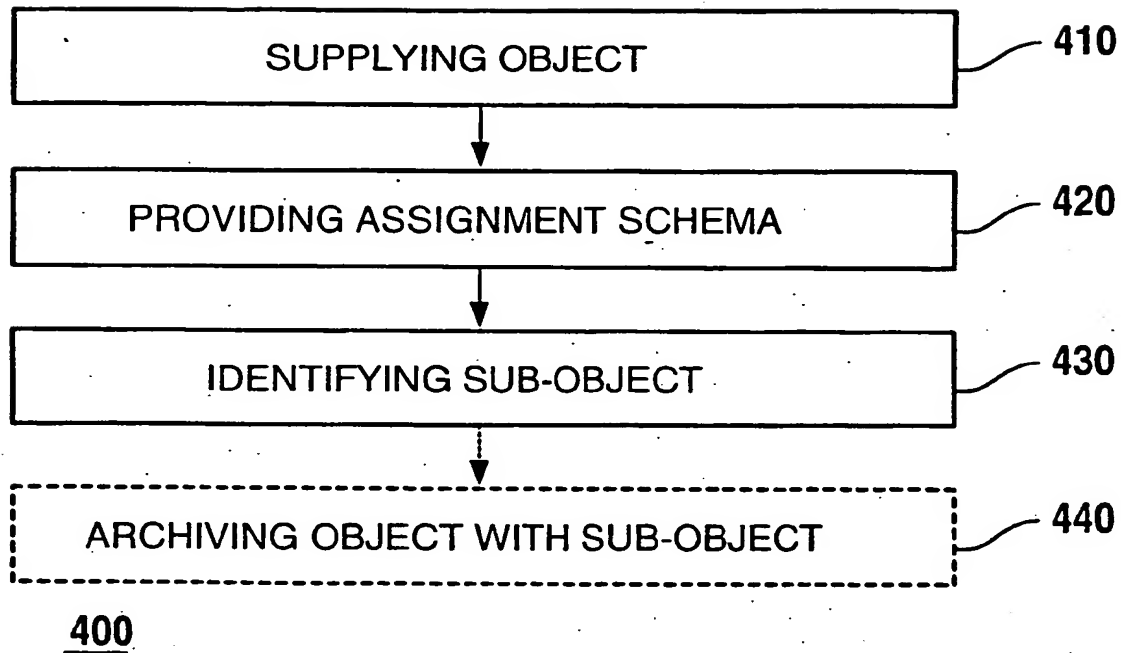 SUPPLYING OBJECT
410
PROVIDING ASSIGNMENT SCHEMA
420
IDENTIFYING SUB-OBJECT
430
ARCHIVING OBJECT WITH SUB-OBJECT
440
400